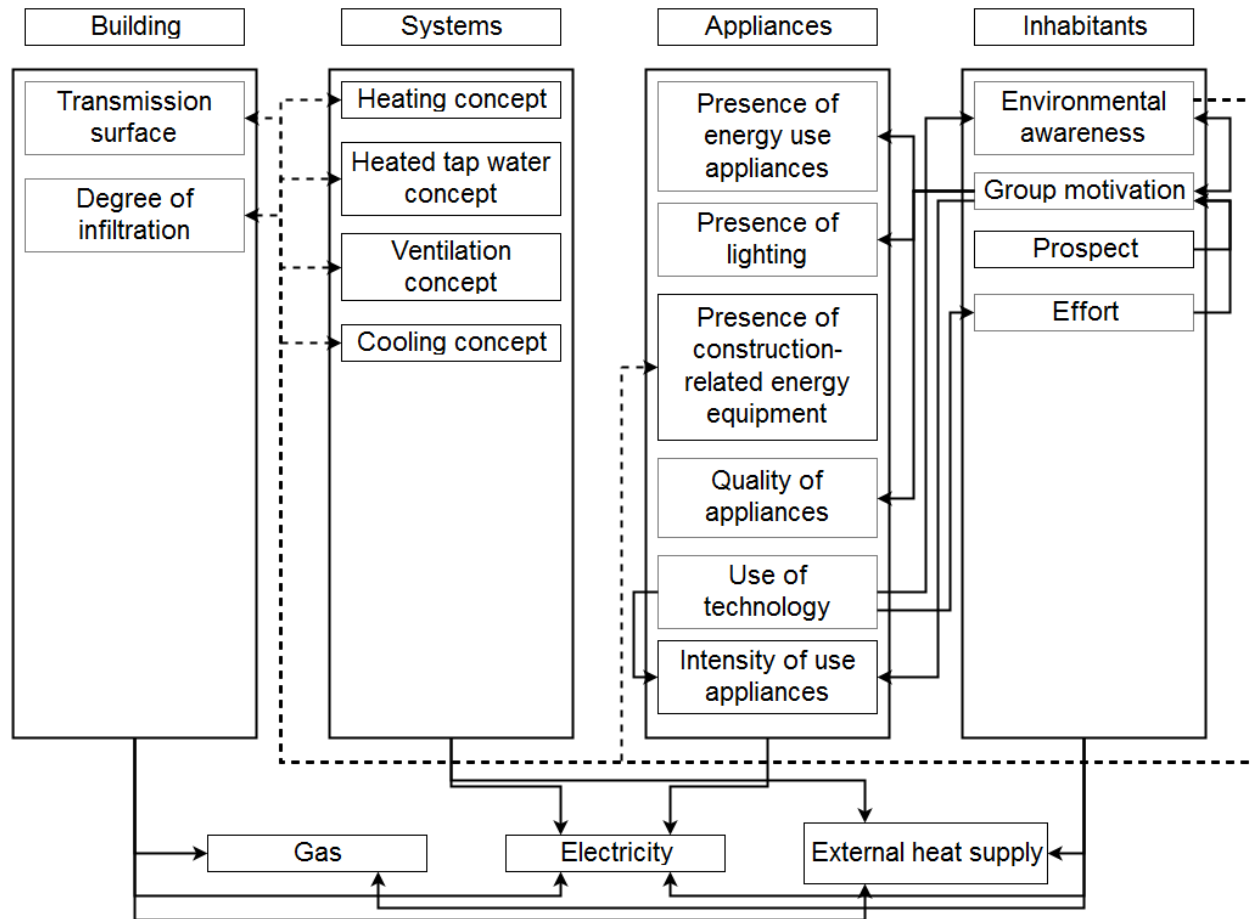 Building
Systems
Appliances
Inhabitants
Transmission
surface
Degree of
infiltration
Heating concept
Heated tap water
concept
Ventilation
concept
Cooling concept
Presence of
energy use
appliances
Presence of
lighting
Presence of
construction-
related energy
equipment
Quality of
appliances
Use of
technology
Intensity of use
appliances
Environmental
awareness
Group motivation
Prospect
Effort
Gas
Electricity
External heat supply